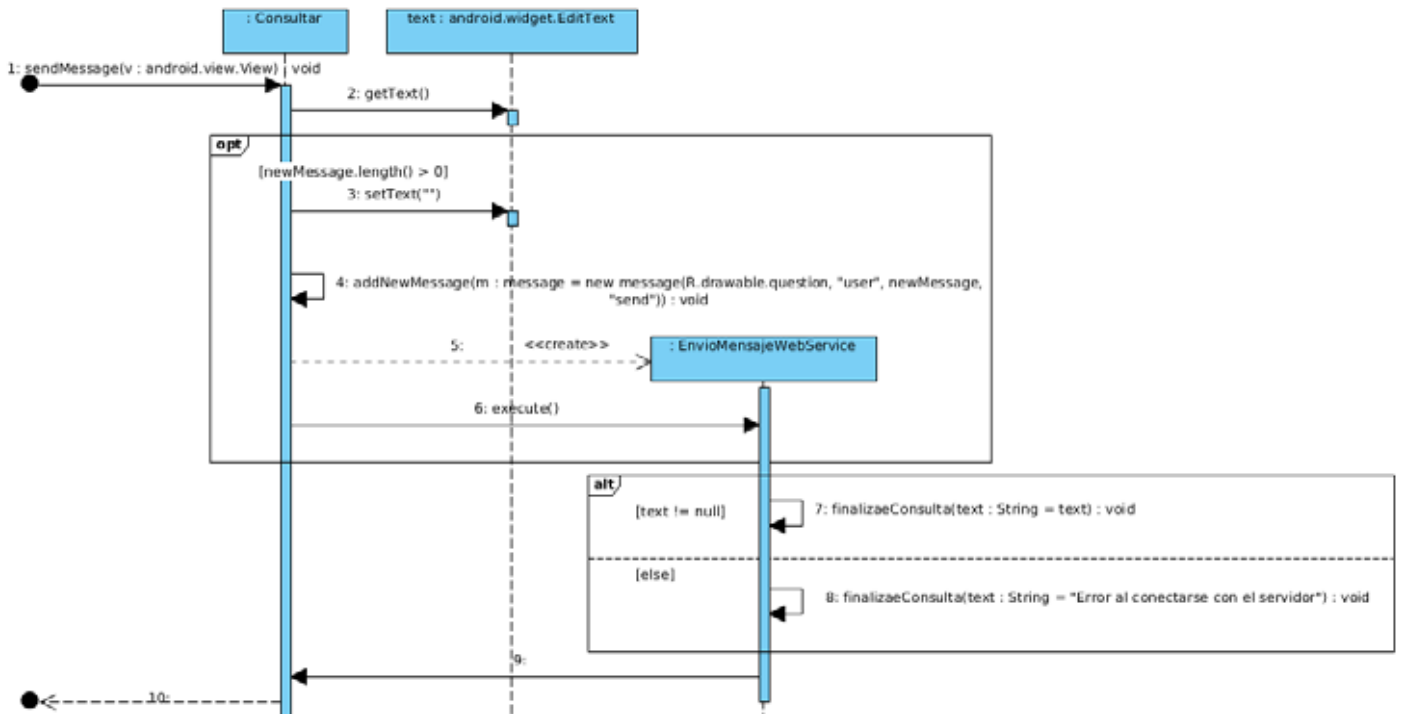 : Consultar
text : android.widget.EditText
1: sendMessage(v : android.view.View) : void
2: getText()
opt
[newMessage.length() > 0]
3: setText("")
4: addNewMessage(m : message = new message(R.drawable.question, "user", newMessage,
"send")) : void
5:
<<create>>
: EnvioMensajeWebService
6: execute()
alt
[text != null]
7: finalizaeConsulta(text : String = text) : void
[else]
8: finalizaeConsulta(text : String = "Error al conectarse con el servidor") : void
9:
10: